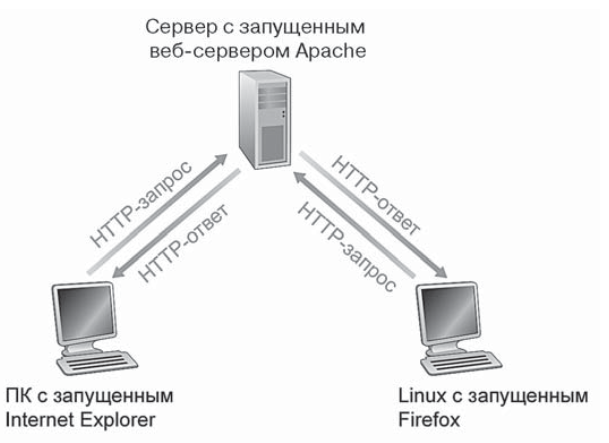 Сервер с запущенным
веб-сервером Apache
HTTP-запрос
HTTP-ответ
HTTP-ответ
HTTP-запрос
ПК с запущенным
Internet Explorer
Linux с запущенным
Firefox